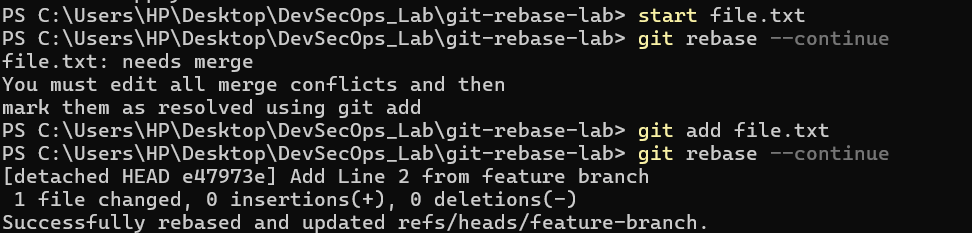 PS C:\Users\HP\Desktop\DevSecOps_Lab\git-rebase-lab> start file.txt
PS C:\Users\HP\Desktop\DevSecOps_Lab\git-rebase-lab> git rebase --continue
file.txt: needs merge
You must edit all merge conflicts and then
mark them as resolved using git add
PS C:\Users\HP\Desktop\DevSecOps_Lab\git-rebase-lab> git add file.txt
PS C:\Users\HP\Desktop\DevSecOps_Lab\git-rebase-lab> git rebase --continue
[detached HEAD e47973e] Add Line 2 from feature branch
 1 file changed, 0 insertions(+), 0 deletions(-)
Successfully rebased and updated refs/heads/feature-branch.